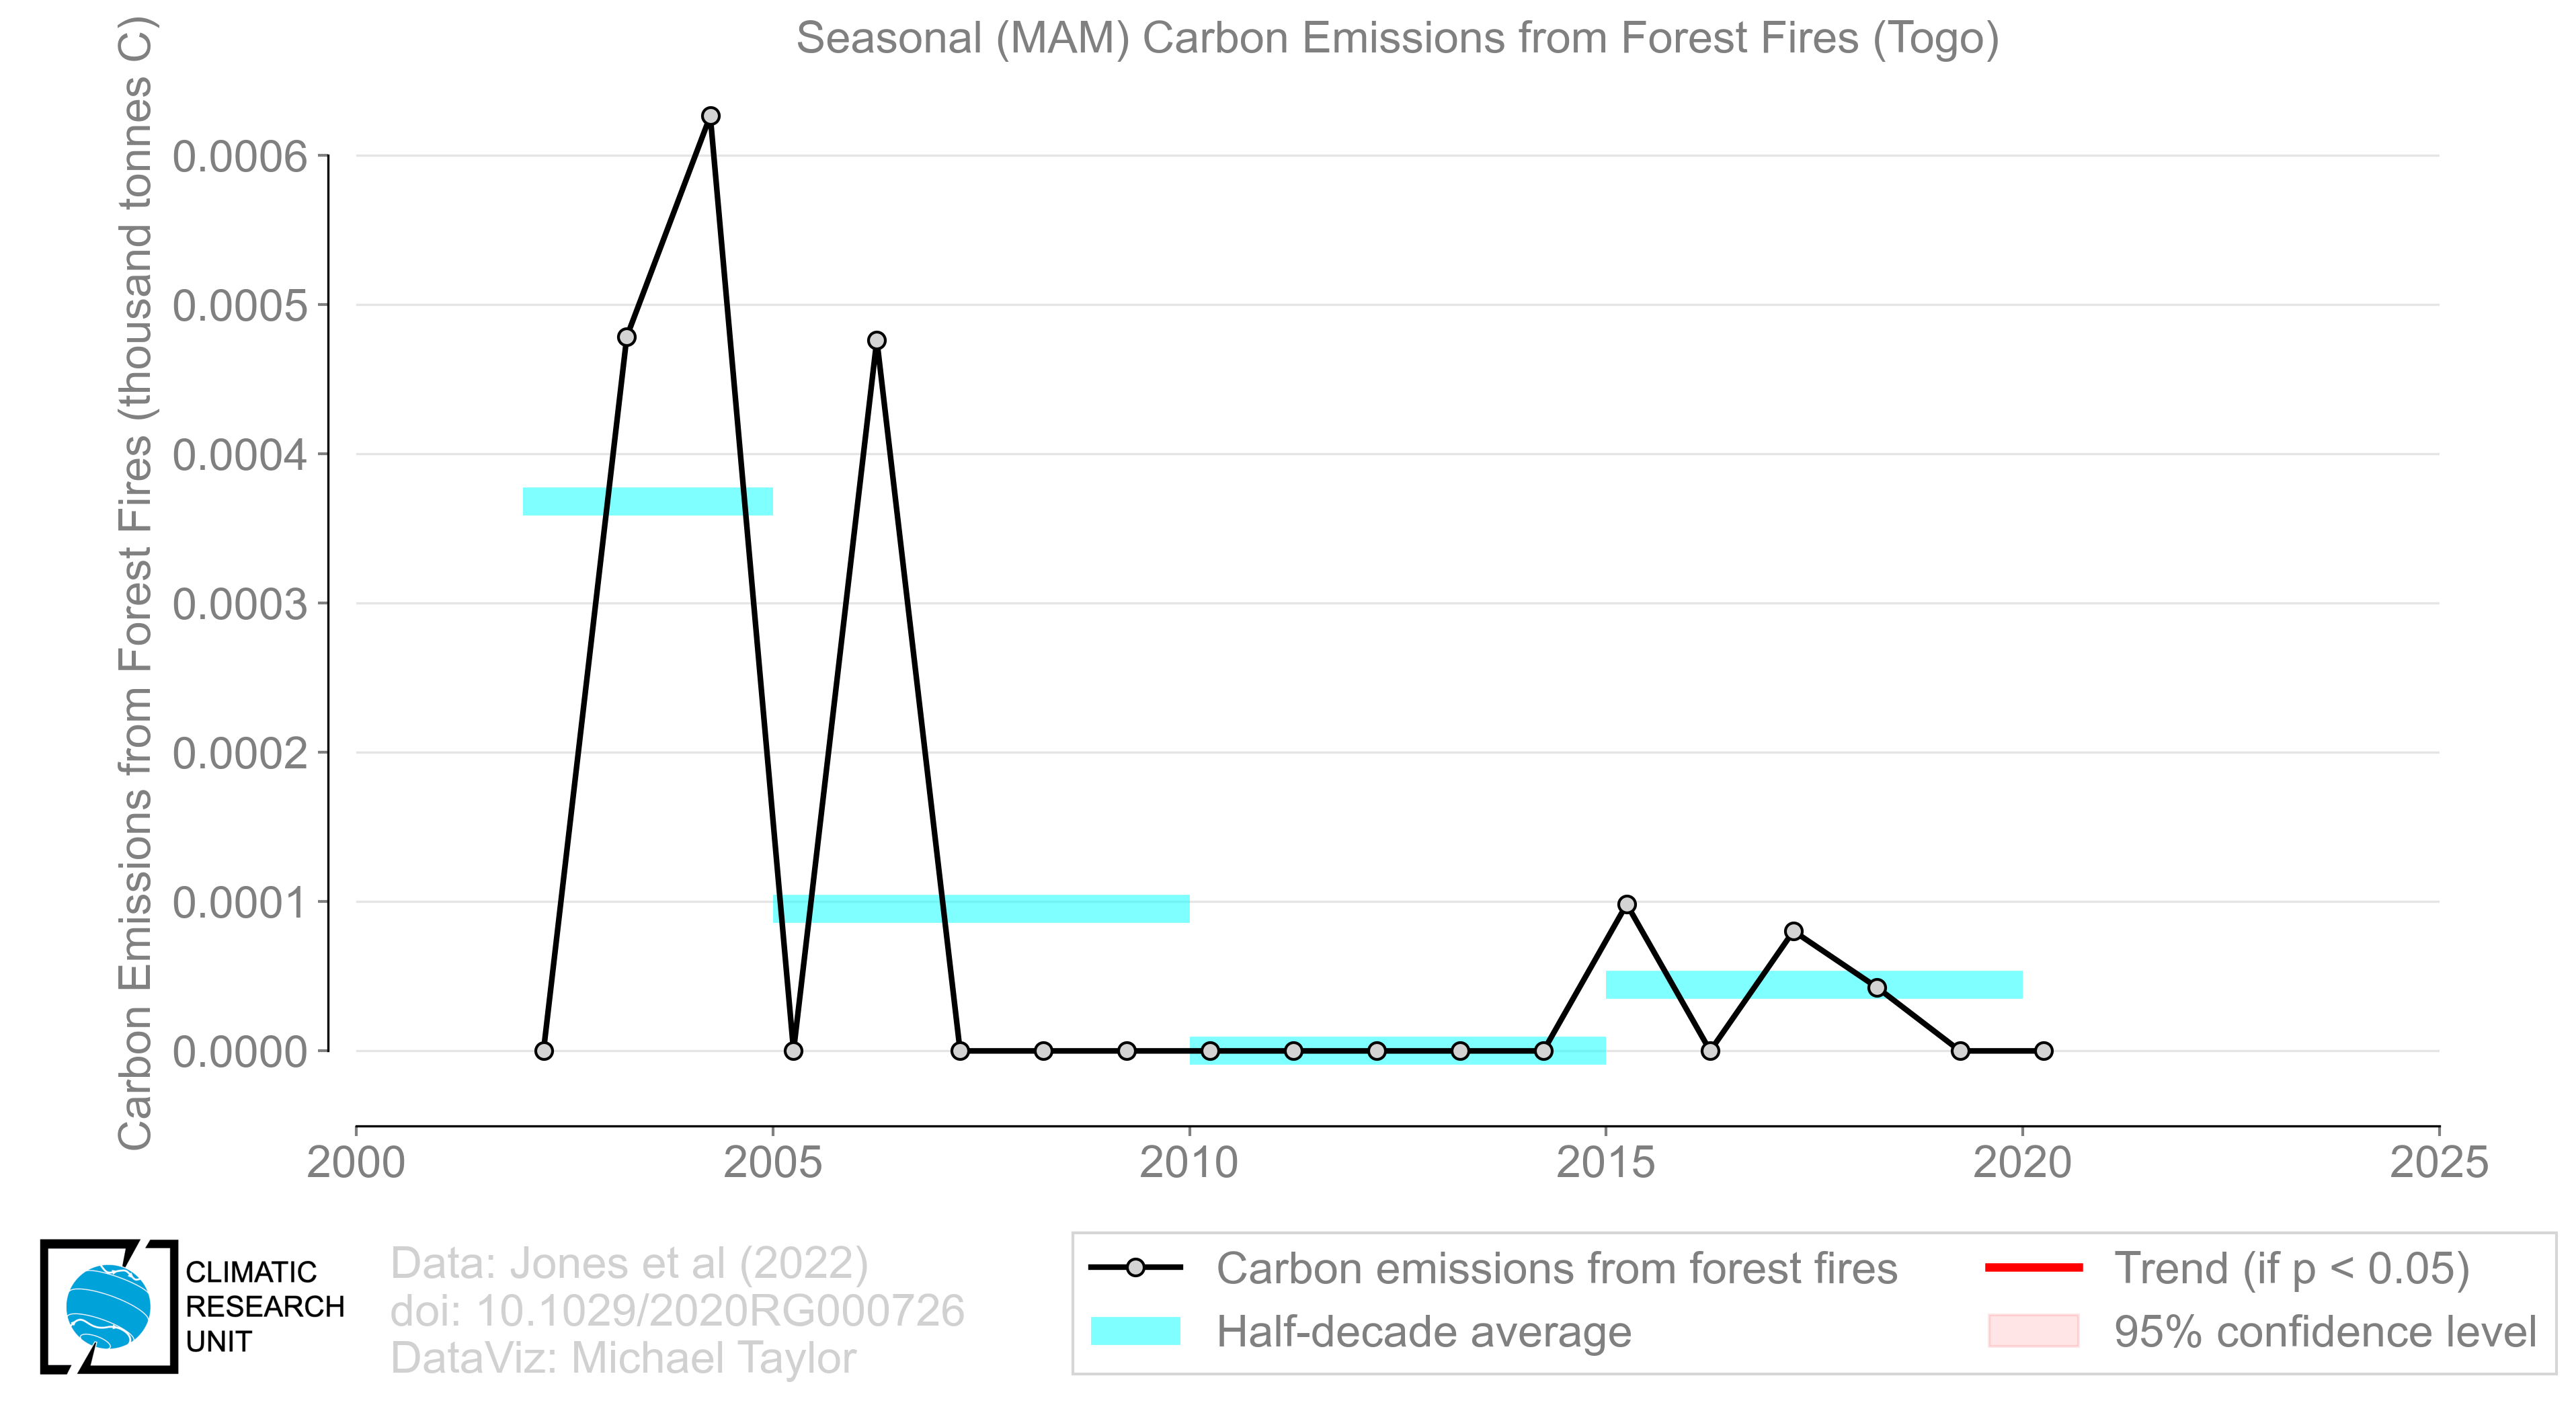 Seasonal (MAM) Carbon Emissions from Forest Fires (Togo)
Carbon Emissions from Forest Fires (thousand tonnes C)
0.0006
0.0005
0.0004
0.0003
0.0002
0.0001
0.0000
2000 2005 2010 2015 2020 2025
CLIMATIC
RESEARCH
UNIT
Data: Jones et al (2022)
doi: 10.1029/2020RG000726
DataViz: Michael Taylor
Carbon emissions from forest fires
Half-decade average
Trend (if p < 0.05)
95% confidence level